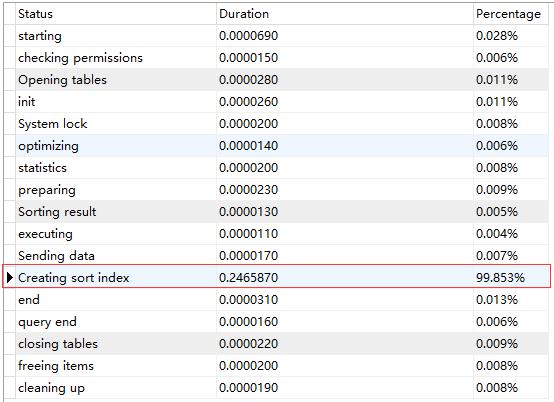 Status Duration Percentage
starting 0.0000690 0.028%
checking permissions 0.0000150 0.006%
Opening tables 0.0000280 0.011%
init 0.0000260 0.011%
System lock 0.0000200 0.008%
optimizing 0.0000140 0.006%
statistics 0.0000200 0.008%
preparing 0.0000230 0.009%
Sorting result 0.0000130 0.005%
executing 0.0000110 0.004%
Sending data 0.0000170 0.007%
Creating sort index 0.2465870 99.853%
end 0.0000310 0.013%
query end 0.0000160 0.006%
closing tables 0.0000220 0.009%
freeing items 0.0000200 0.008%
cleaning up 0.0000190 0.008%